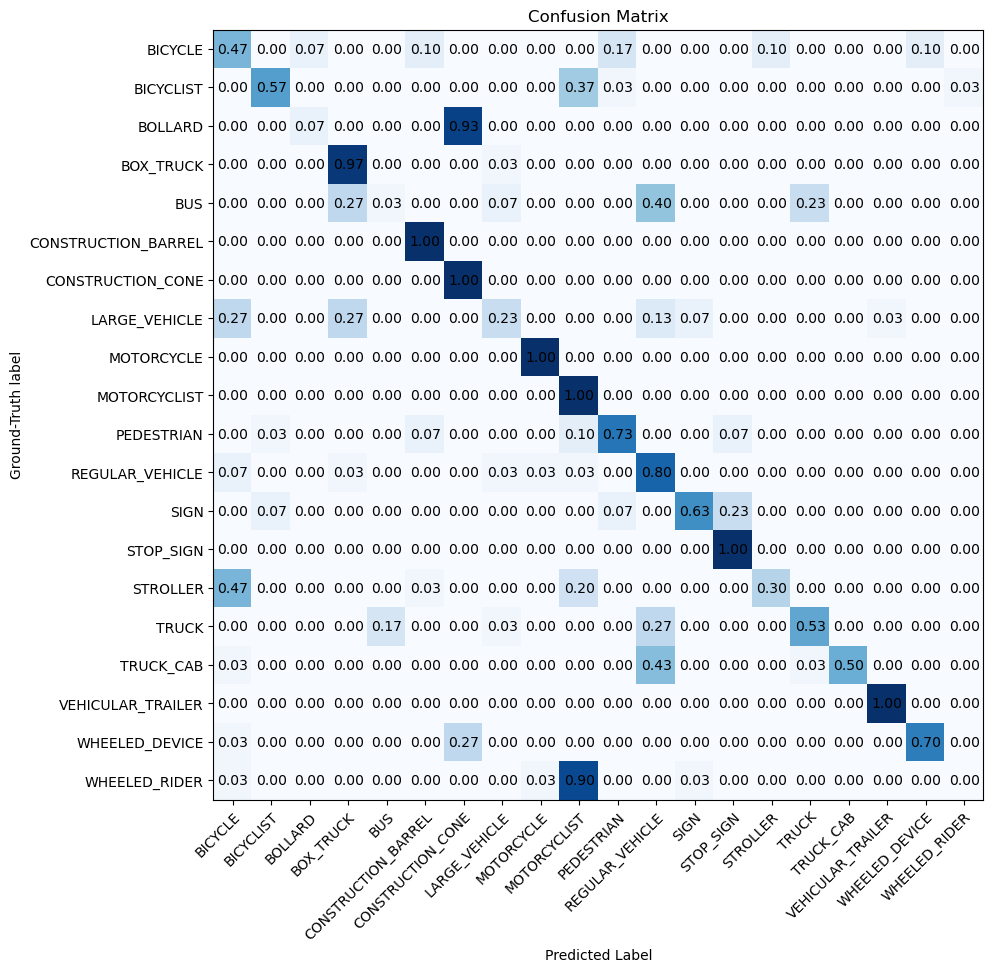 Confusion Matrix
BICYCLE 0.47 0.00 0.07 0.00 0.00 0.10 0.00 0.00 0.00 0.00 0.17 0.00 0.00 0.00 0.10 0.00 0.00 0.00 0.10 0.00
BICYCLIST 0.00 0.57 0.00 0.00 0.00 0.00 0.00 0.00 0.00 0.37 0.03 0.00 0.00 0.00 0.00 0.00 0.00 0.00 0.00 0.03
BOLLARD 0.00 0.00 0.07 0.00 0.00 0.00 0.93 0.00 0.00 0.00 0.00 0.00 0.00 0.00 0.00 0.00 0.00 0.00 0.00 0.00
BOX_TRUCK 0.00 0.00 0.00 0.97 0.00 0.00 0.00 0.03 0.00 0.00 0.00 0.00 0.00 0.00 0.00 0.00 0.00 0.00 0.00 0.00
BUS 0.00 0.00 0.00 0.27 0.03 0.00 0.00 0.07 0.00 0.00 0.00 0.40 0.00 0.00 0.00 0.23 0.00 0.00 0.00 0.00
CONSTRUCTION_BARREL 0.00 0.00 0.00 0.00 0.00 1.00 0.00 0.00 0.00 0.00 0.00 0.00 0.00 0.00 0.00 0.00 0.00 0.00 0.00 0.00
CONSTRUCTION_CONE 0.00 0.00 0.00 0.00 0.00 0.00 1.00 0.00 0.00 0.00 0.00 0.00 0.00 0.00 0.00 0.00 0.00 0.00 0.00 0.00
LARGE_VEHICLE 0.27 0.00 0.00 0.27 0.00 0.00 0.00 0.23 0.00 0.00 0.00 0.13 0.07 0.00 0.00 0.00 0.00 0.03 0.00 0.00
MOTORCYCLE 0.00 0.00 0.00 0.00 0.00 0.00 0.00 0.00 1.00 0.00 0.00 0.00 0.00 0.00 0.00 0.00 0.00 0.00 0.00 0.00
MOTORCYCLIST 0.00 0.00 0.00 0.00 0.00 0.00 0.00 0.00 0.00 1.00 0.00 0.00 0.00 0.00 0.00 0.00 0.00 0.00 0.00 0.00
PEDESTRIAN 0.00 0.03 0.00 0.00 0.00 0.07 0.00 0.00 0.00 0.10 0.73 0.00 0.00 0.07 0.00 0.00 0.00 0.00 0.00 0.00
REGULAR_VEHICLE 0.07 0.00 0.00 0.03 0.00 0.00 0.00 0.03 0.03 0.03 0.00 0.80 0.00 0.00 0.00 0.00 0.00 0.00 0.00 0.00
SIGN 0.00 0.07 0.00 0.00 0.00 0.00 0.00 0.00 0.00 0.00 0.07 0.00 0.63 0.23 0.00 0.00 0.00 0.00 0.00 0.00
STOP_SIGN 0.00 0.00 0.00 0.00 0.00 0.00 0.00 0.00 0.00 0.00 0.00 0.00 0.00 1.00 0.00 0.00 0.00 0.00 0.00 0.00
STROLLER 0.47 0.00 0.00 0.00 0.00 0.03 0.00 0.00 0.00 0.20 0.00 0.00 0.00 0.00 0.30 0.00 0.00 0.00 0.00 0.00
TRUCK 0.00 0.00 0.00 0.00 0.17 0.00 0.00 0.03 0.00 0.00 0.00 0.27 0.00 0.00 0.00 0.53 0.00 0.00 0.00 0.00
TRUCK_CAB 0.03 0.00 0.00 0.00 0.00 0.00 0.00 0.00 0.00 0.00 0.00 0.43 0.00 0.00 0.00 0.03 0.50 0.00 0.00 0.00
VEHICULAR_TRAILER 0.00 0.00 0.00 0.00 0.00 0.00 0.00 0.00 0.00 0.00 0.00 0.00 0.00 0.00 0.00 0.00 0.00 1.00 0.00 0.00
WHEELED_DEVICE 0.03 0.00 0.00 0.00 0.00 0.00 0.27 0.00 0.00 0.00 0.00 0.00 0.00 0.00 0.00 0.00 0.00 0.00 0.70 0.00
WHEELED_RIDER 0.03 0.00 0.00 0.00 0.00 0.00 0.00 0.00 0.03 0.90 0.00 0.00 0.03 0.00 0.00 0.00 0.00 0.00 0.00 0.00
Ground-Truth label
BICYCLE
BICYCLIST
BOLLARD
BOX_TRUCK
BUS
CONSTRUCTION_BARREL
CONSTRUCTION_CONE
LARGE_VEHICLE
MOTORCYCLE
MOTORCYCLIST
PEDESTRIAN
REGULAR_VEHICLE
SIGN
STOP_SIGN
STROLLER
TRUCK
TRUCK_CAB
VEHICULAR_TRAILER
WHEELED_DEVICE
WHEELED_RIDER
Predicted Label